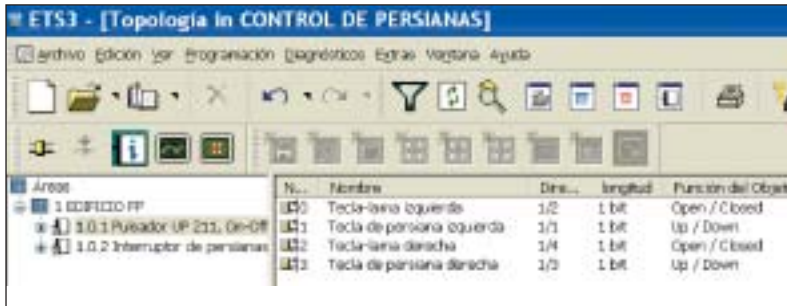 ETS3 - [Topología in CONTROL DE PERSIANAS]
Archivo Edición Ver Programación Diagnósticos Extras Ventana Ayuda
Áreas
1 EDIFICIO FP
1.0.1 Pulsador UP 211, On-Off
1.0.2 Interruptor de persianas
N... Nombre Dire... longitud Función del Objet
0 Tecla-lama izquierda 1/2 1 bit Open / Closed
1 Tecla de persiana izquierda 1/1 1 bit Up / Down
2 Tecla-lama derecha 1/4 1 bit Open / Closed
3 Tecla de persiana derecha 1/3 1 bit Up / Down